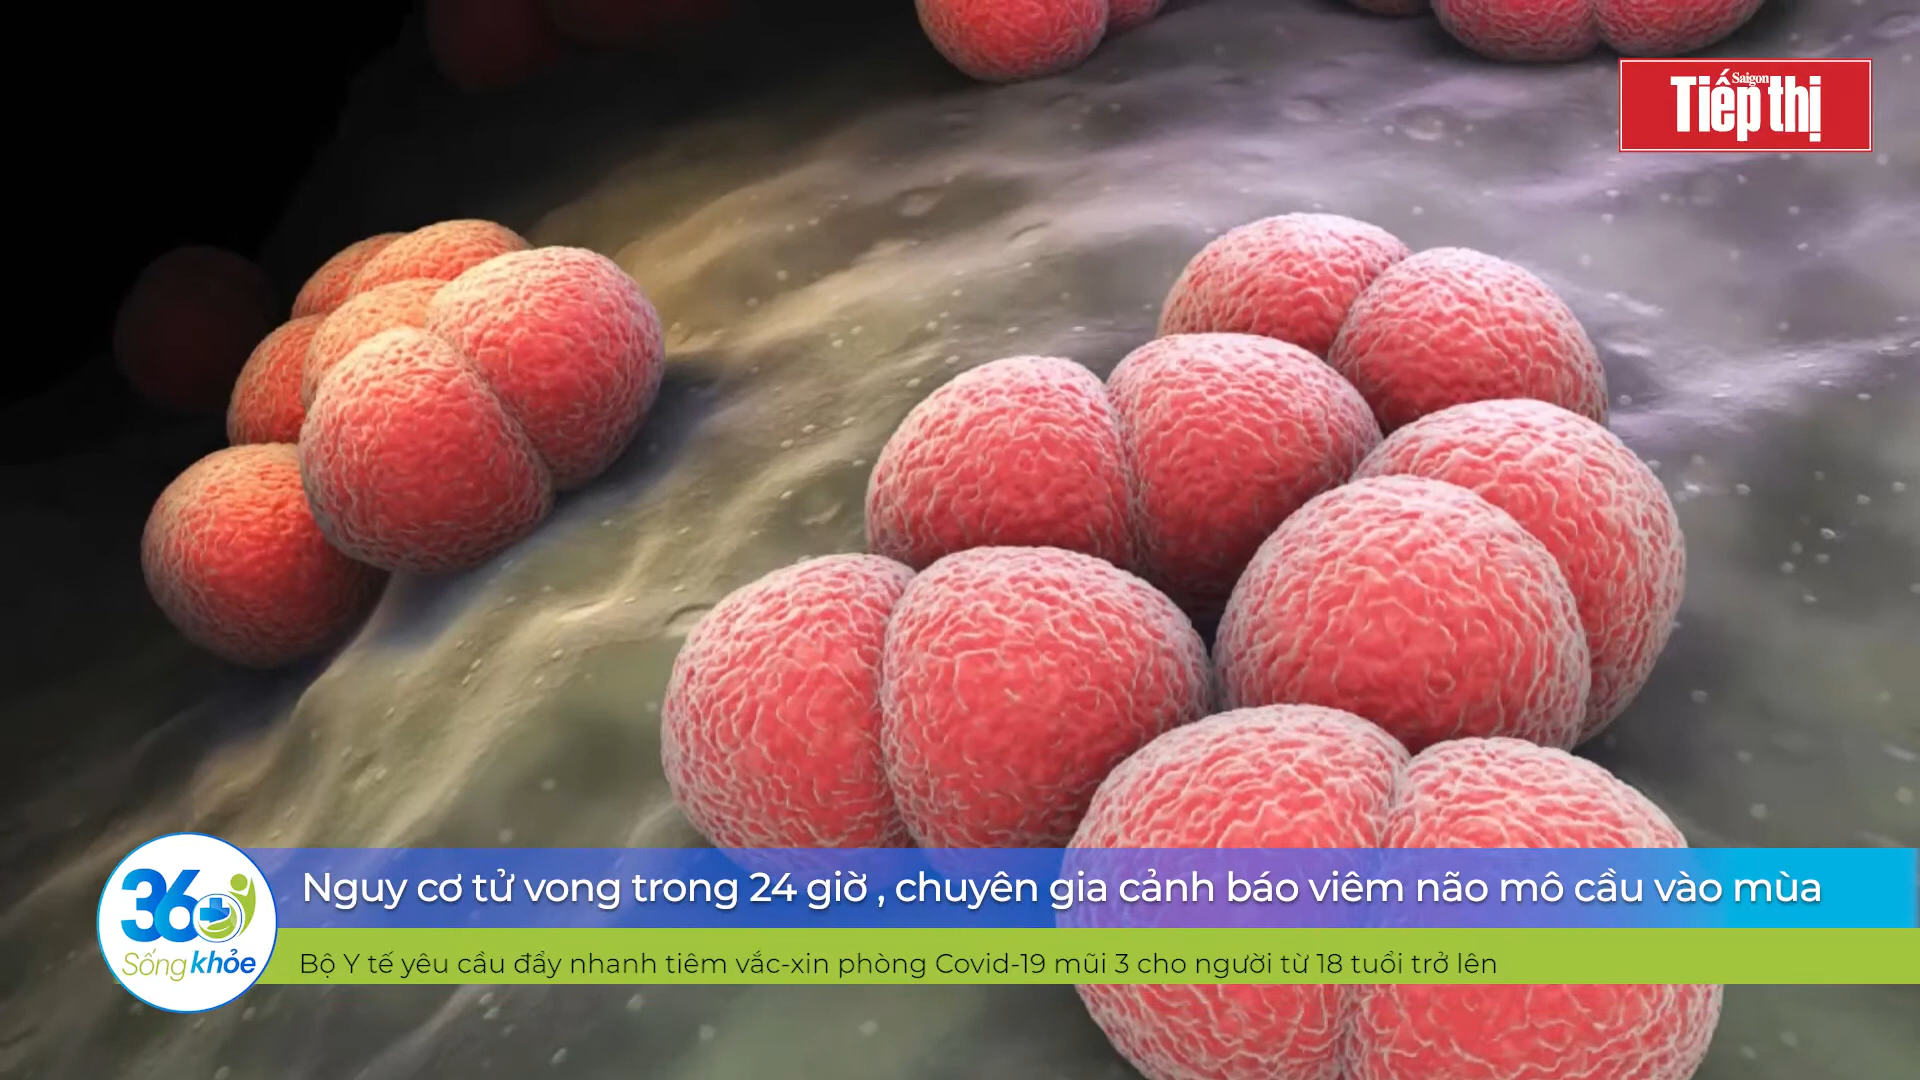 Saigon
Tiếp thị
Nguy cơ tử vong trong 24 giờ , chuyên gia cảnh báo viêm não mô cầu vào mùa
360
Sống khỏe
Bộ Y tế yêu cầu đẩy nhanh tiêm vắc-xin phòng Covid-19 mũi 3 cho người từ 18 tuổi trở lên